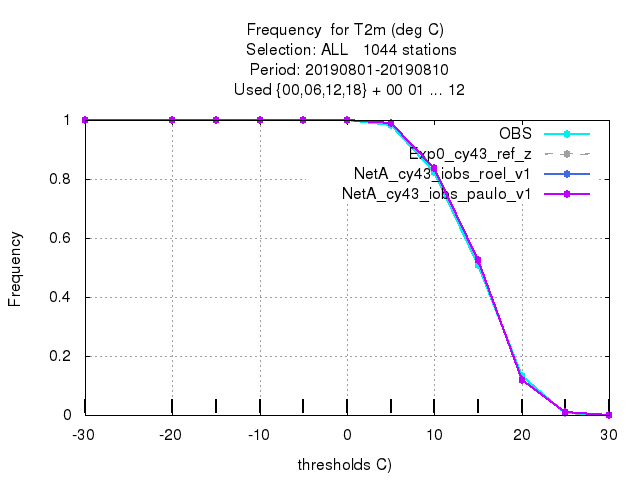 Frequency  for T2m (deg C)
Selection: ALL   1044 stations
Period: 20190801-20190810
Used {00,06,12,18} + 00 01 ... 12
OBS
Exp0_cy43_ref_z
NetA_cy43_iobs_roel_v1
NetA_cy43_iobs_paulo_v1
1
0.8
0.6
0.4
0.2
0
Frequency
-30 -20 -10 0 10 20 30
thresholds C)